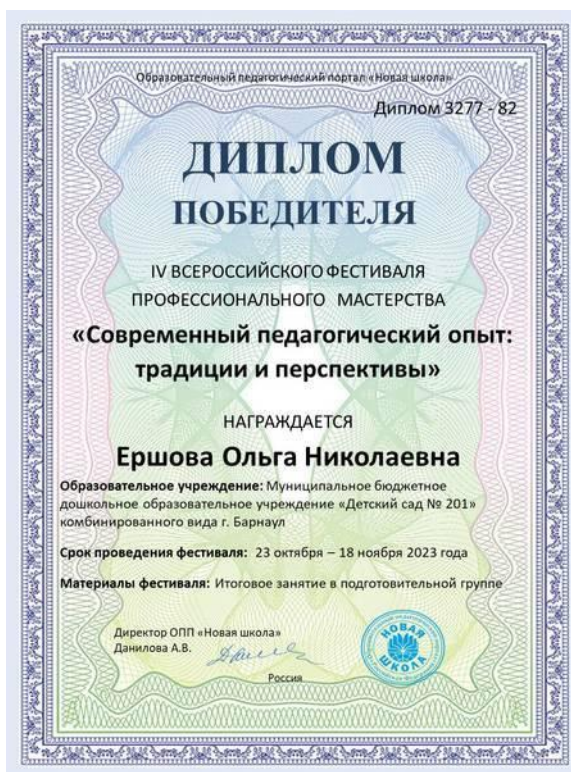 Образовательный педагогический портал «Новая школа»
Диплом 3277 - 82
ДИПЛОМ
ПОБЕДИТЕЛЯ
IV ВСЕРОССИЙСКОГО ФЕСТИВАЛЯ
ПРОФЕССИОНАЛЬНОГО МАСТЕРСТВА
«Современный педагогический опыт:
традиции и перспективы»
НАГРАЖДАЕТСЯ
Ершова Ольга Николаевна
Образовательное учреждение: Муниципальное бюджетное
дошкольное образовательное учреждение «Детский сад № 201»
комбинированного вида г. Барнаул
Срок проведения фестиваля: 23 октября – 18 ноября 2023 года
Материалы фестиваля: Итоговое занятие в подготовительной группе
Директор ОПП «Новая школа»
Данилова А.В.
НОВАЯ
ШКОЛА
Россия